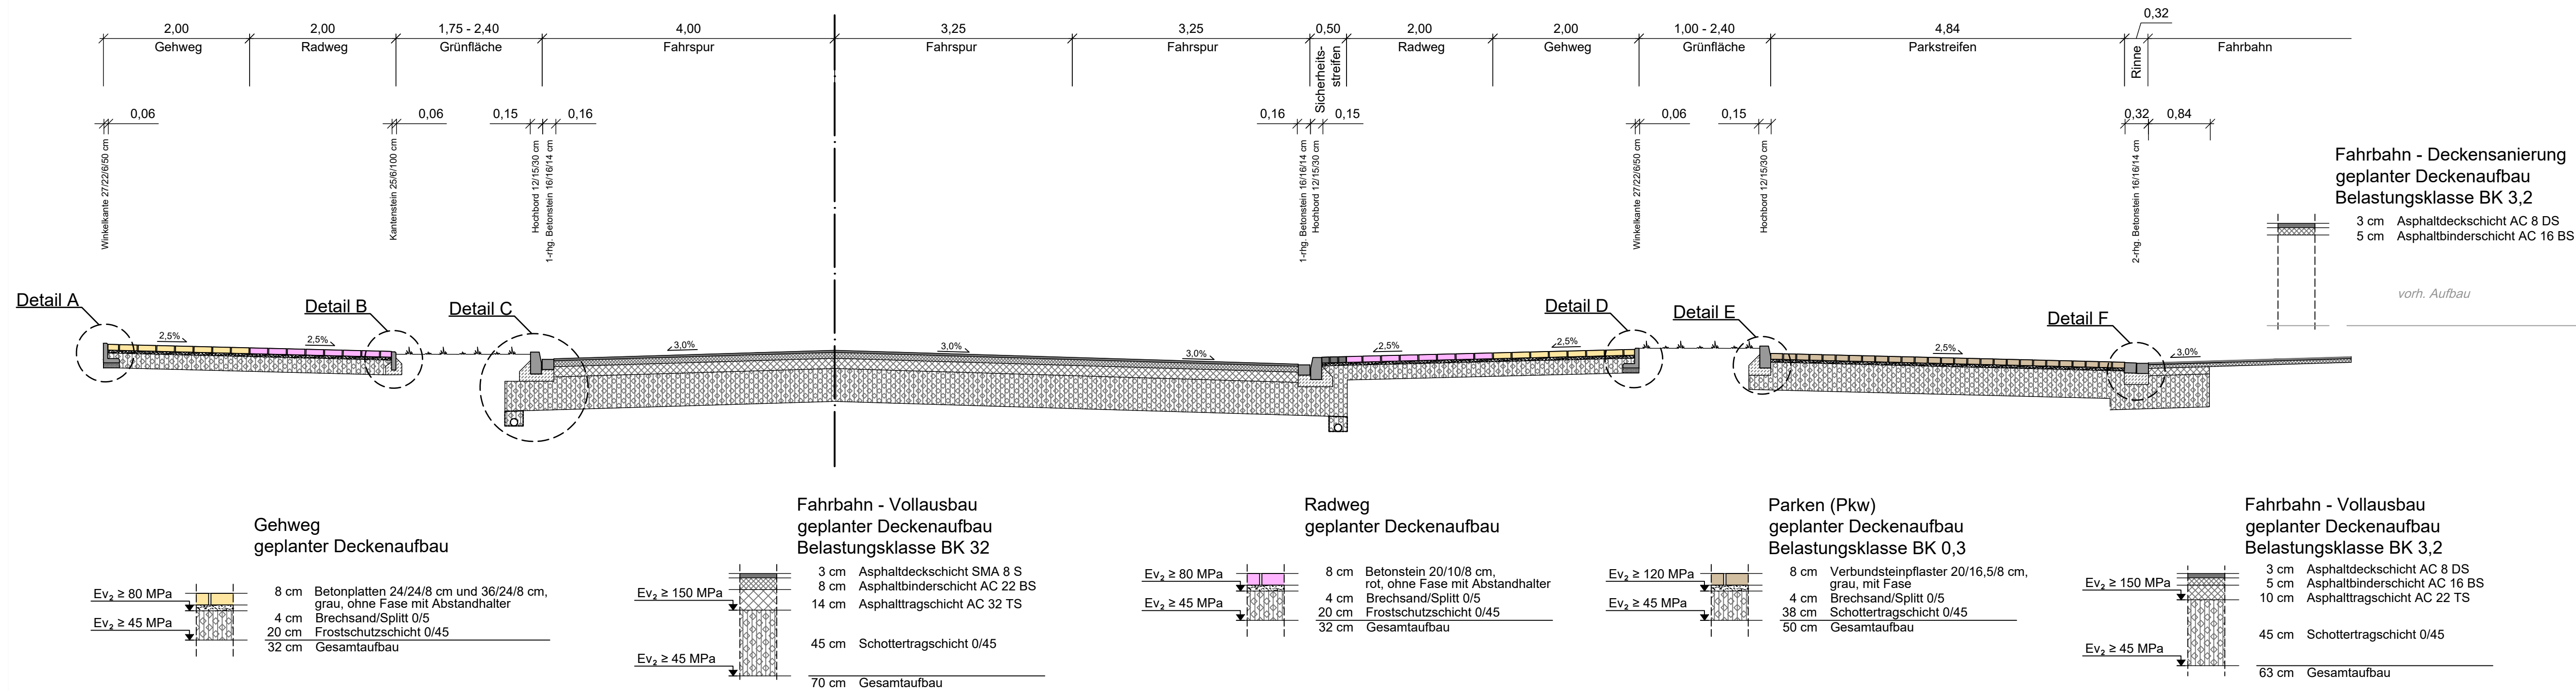 0,32
2,00
2,00
1,75 - 2,40
4,00
3,25
3,25
0,50
2,00
2,00
1,00 - 2,40
4,84
Gehweg
Radweg
Grünfläche
Fahrspur
Fahrspur
Fahrspur
Sicherheits-
streifen
Radweg
Gehweg
Grünfläche
Parkstreifen
Rinne
Fahrbahn
0,06
0,06
0,15
0,16
0,16
0,15
0,06
0,15
0,32
0,84
Winkelkante 27/22/6/50 cm
Kantenstein 25/6/100 cm
Hochbord 12/15/30 cm
1-rhg. Betonstein 16/16/14 cm
1-rhg. Betonstein 16/16/14 cm
Hochbord 12/15/30 cm
Winkelkante 27/22/6/50 cm
Hochbord 12/15/30 cm
2-rhg. Betonstein 16/16/14 cm
Fahrbahn - Deckensanierung
geplanter Deckenaufbau
Belastungsklasse BK 3,2
3 cm Asphaltdeckschicht AC 8 DS
5 cm Asphaltbinderschicht AC 16 BS
vorh. Aufbau
Detail A
Detail B
Detail C
Detail D
Detail E
Detail F
2,5%
2,5%
3,0%
3,0%
3,0%
2,5%
2,5%
2,5%
3,0%
Gehweg
geplanter Deckenaufbau
Ev₂ ≥ 80 MPa
Ev₂ ≥ 45 MPa
8 cm Betonplatten 24/24/8 cm und 36/24/8 cm,
grau, ohne Fase mit Abstandhalter
4 cm Brechsand/Splitt 0/5
20 cm Frostschutzschicht 0/45
32 cm Gesamtaufbau
Fahrbahn - Vollausbau
geplanter Deckenaufbau
Belastungsklasse BK 32
Ev₂ ≥ 150 MPa
Ev₂ ≥ 45 MPa
3 cm Asphaltdeckschicht SMA 8 S
8 cm Asphaltbinderschicht AC 22 BS
14 cm Asphalttragschicht AC 32 TS
45 cm Schottertragschicht 0/45
70 cm Gesamtaufbau
Radweg
geplanter Deckenaufbau
Ev₂ ≥ 80 MPa
Ev₂ ≥ 45 MPa
8 cm Betonstein 20/10/8 cm,
rot, ohne Fase mit Abstandhalter
4 cm Brechsand/Splitt 0/5
20 cm Frostschutzschicht 0/45
32 cm Gesamtaufbau
Parken (Pkw)
geplanter Deckenaufbau
Belastungsklasse BK 0,3
Ev₂ ≥ 120 MPa
Ev₂ ≥ 45 MPa
8 cm Verbundsteinpflaster 20/16,5/8 cm,
grau, mit Fase
4 cm Brechsand/Splitt 0/5
38 cm Schottertragschicht 0/45
50 cm Gesamtaufbau
Fahrbahn - Vollausbau
geplanter Deckenaufbau
Belastungsklasse BK 3,2
Ev₂ ≥ 150 MPa
Ev₂ ≥ 45 MPa
3 cm Asphaltdeckschicht AC 8 DS
5 cm Asphaltbinderschicht AC 16 BS
10 cm Asphalttragschicht AC 22 TS
45 cm Schottertragschicht 0/45
63 cm Gesamtaufbau